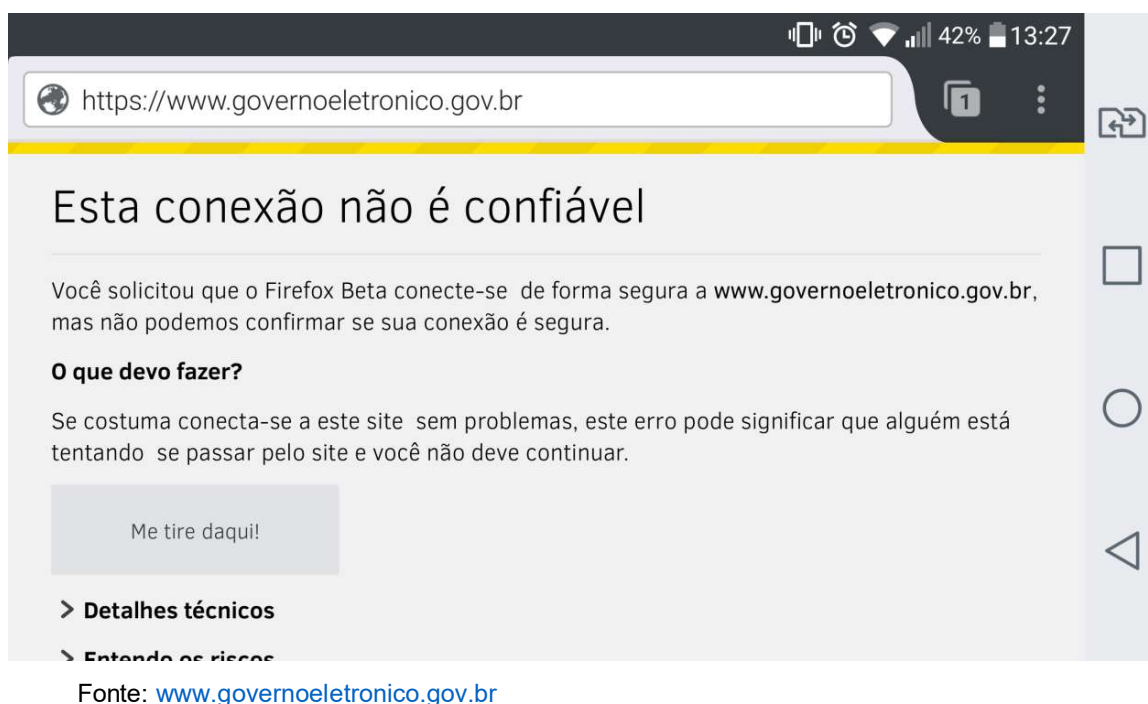 42% 13:27
https://www.governoeletronico.gov.br
1
Esta conexão não é confiável
Você solicitou que o Firefox Beta conecte-se de forma segura a www.governoeletronico.gov.br,
mas não podemos confirmar se sua conexão é segura.
O que devo fazer?
Se costuma conecta-se a este site sem problemas, este erro pode significar que alguém está
tentando se passar pelo site e você não deve continuar.
Me tire daqui!
Detalhes técnicos
Entendo os riscos
Fonte: www.governoeletronico.gov.br